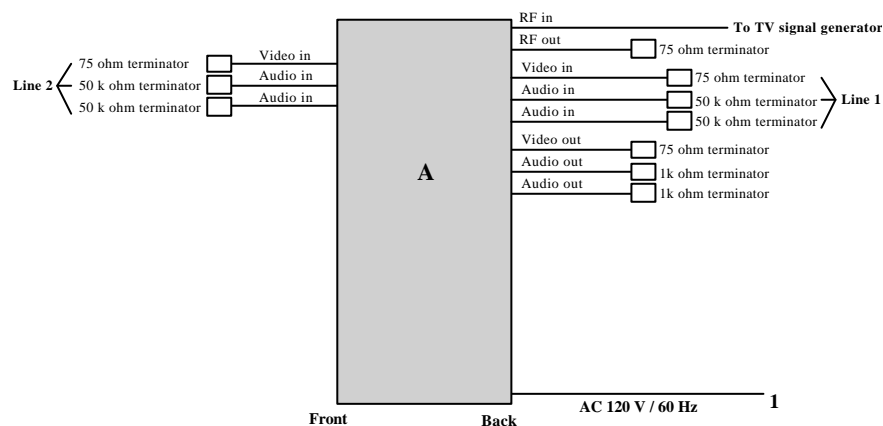 RF in
To TV signal generator
RF out
75 ohm terminator
Line 2
75 ohm terminator
Video in
50 k ohm terminator
Audio in
50 k ohm terminator
Audio in
Video in
75 ohm terminator
Audio in
50 k ohm terminator
Line 1
Audio in
50 k ohm terminator
Video out
75 ohm terminator
A
Audio out
1k ohm terminator
Audio out
1k ohm terminator
Front
Back
AC 120 V / 60 Hz
1